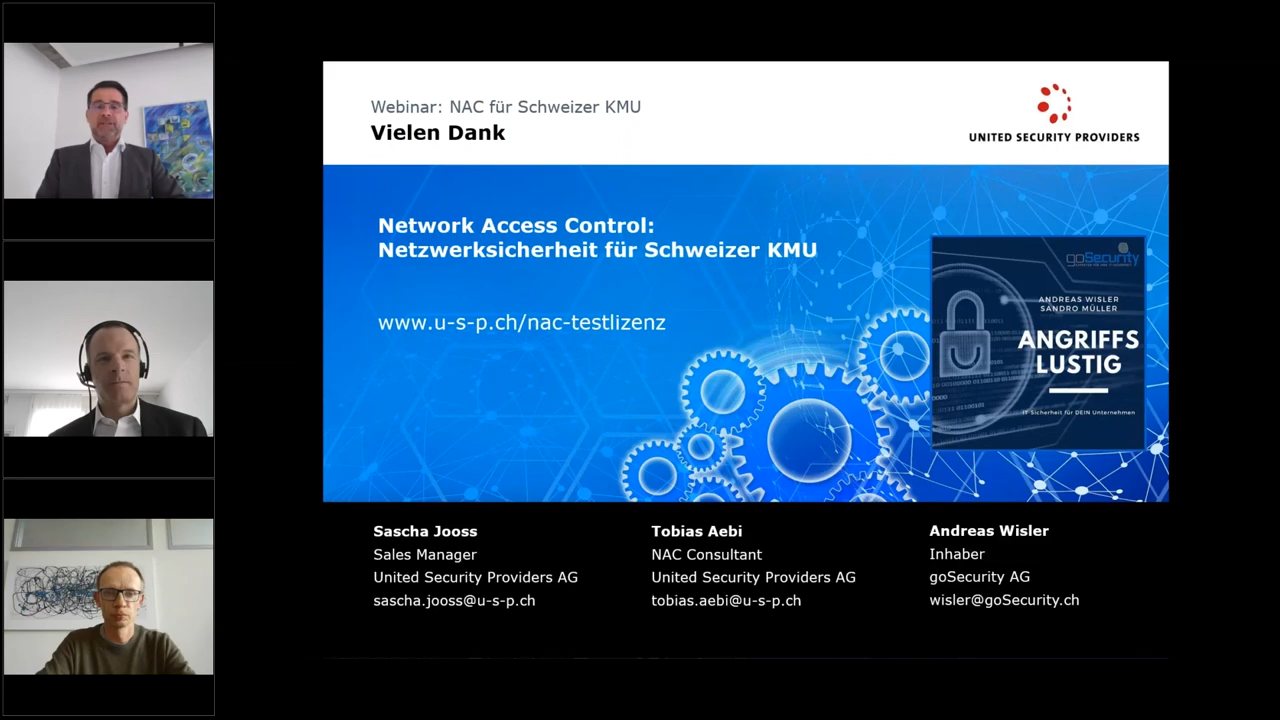 Webinar: NAC für Schweizer KMU
Vielen Dank
UNITED SECURITY PROVIDERS
Network Access Control:
Netzwerksicherheit für Schweizer KMU
www.u-s-p.ch/nac-testlizenz
goSecurity
ANDREAS WISLER
SANDRO MÜLLER
ANGRIFFS
LUSTIG
IT-Sicherheit für DEIN Unternehmen
Sascha Jooss
Sales Manager
United Security Providers AG
sascha.jooss@u-s-p.ch
Tobias Aebi
NAC Consultant
United Security Providers AG
tobias.aebi@u-s-p.ch
Andreas Wisler
Inhaber
goSecurity AG
wisler@goSecurity.ch